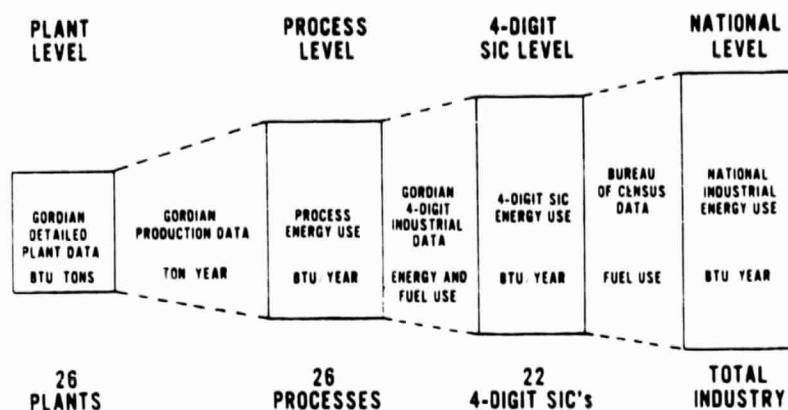 PLANT
LEVEL
PROCESS
LEVEL
4-DIGIT
SIC LEVEL
NATIONAL
LEVEL
GORDIAN
DETAILED
PLANT DATA
BTU TONS
GORDIAN
PRODUCTION DATA
TON YEAR
PROCESS
ENERGY USE
BTU/YEAR
GORDIAN
4-DIGIT
INDUSTRIAL
DATA
ENERGY AND
FUEL USE
4-DIGIT SIC
ENERGY USE
BTU/YEAR
BUREAU
OF CENSUS
DATA
FUEL USE
NATIONAL
INDUSTRIAL
ENERGY USE
BTU YEAR
26
PLANTS
26
PROCESSES
22
4-DIGIT SIC's
TOTAL
INDUSTRY